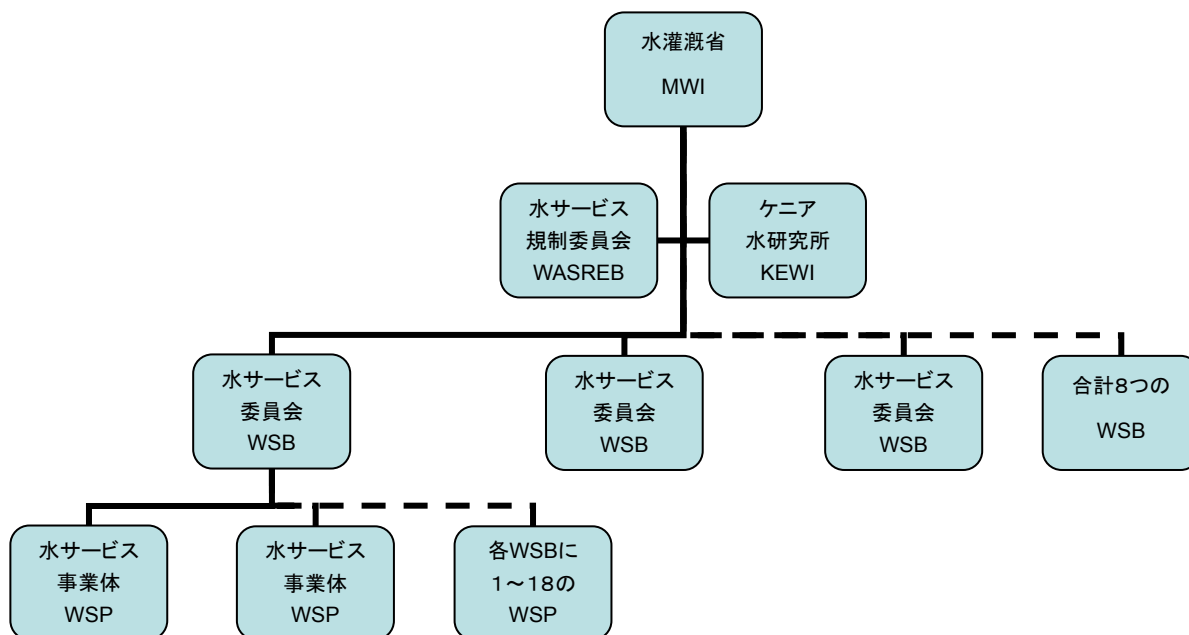 水灌漑省
MWI
水サービス
規制委員会
WASREB
ケニア
水研究所
KEWI
水サービス
委員会
WSB
水サービス
委員会
WSB
水サービス
委員会
WSB
合計8つの
WSB
水サービス
事業体
WSP
水サービス
事業体
WSP
各WSBに
1~18の
WSP